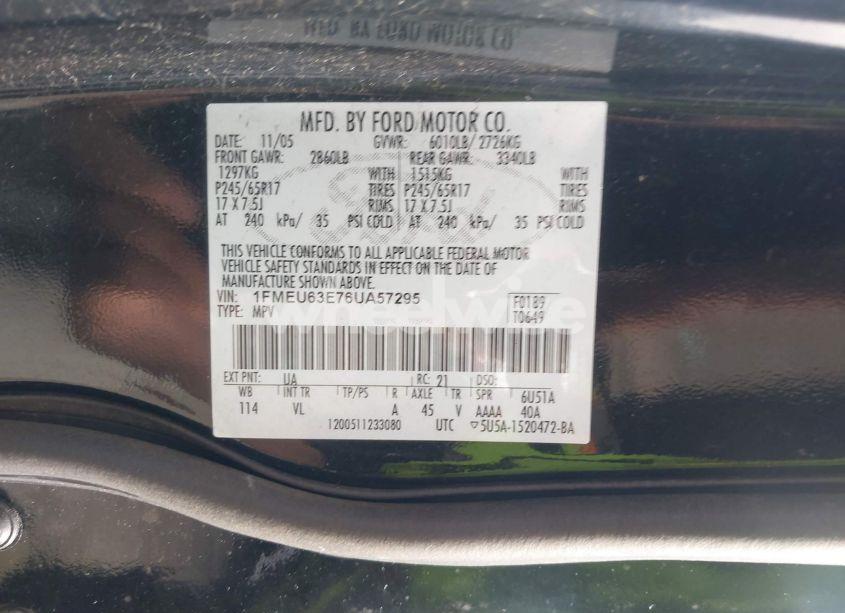 MFD. BY FORD MOTOR CO.
MFD. BY FORD MOTOR CO.
DATE: 11/05 GVWR: 6010LB/ 2726KG
FRONT GAWR: 2860LB REAR GAWR: 3340LB
1297KG WITH 1515KG WITH
P245/65R17 TIRES P245/65R17 TIRES
17 X 7.5J RIMS 17 X 7.5J RIMS
AT 240 kPa/ 35 PSI COLD AT 240 kPa/ 35 PSI COLD
THIS VEHICLE CONFORMS TO ALL APPLICABLE FEDERAL MOTOR
VEHICLE SAFETY STANDARDS IN EFFECT ON THE DATE OF
MANUFACTURE SHOWN ABOVE.
VIN: 1FMEU63E76UA57295 F0189
TYPE: MPV T0649
EXT PNT: UA RC: 21 DSO:
WB INT TR TP/PS R AXLE TR SPR 6U51A
114 VL A 45 V AAAA 40A
1200511233080 UTC ▽5U5A-1520472-BA